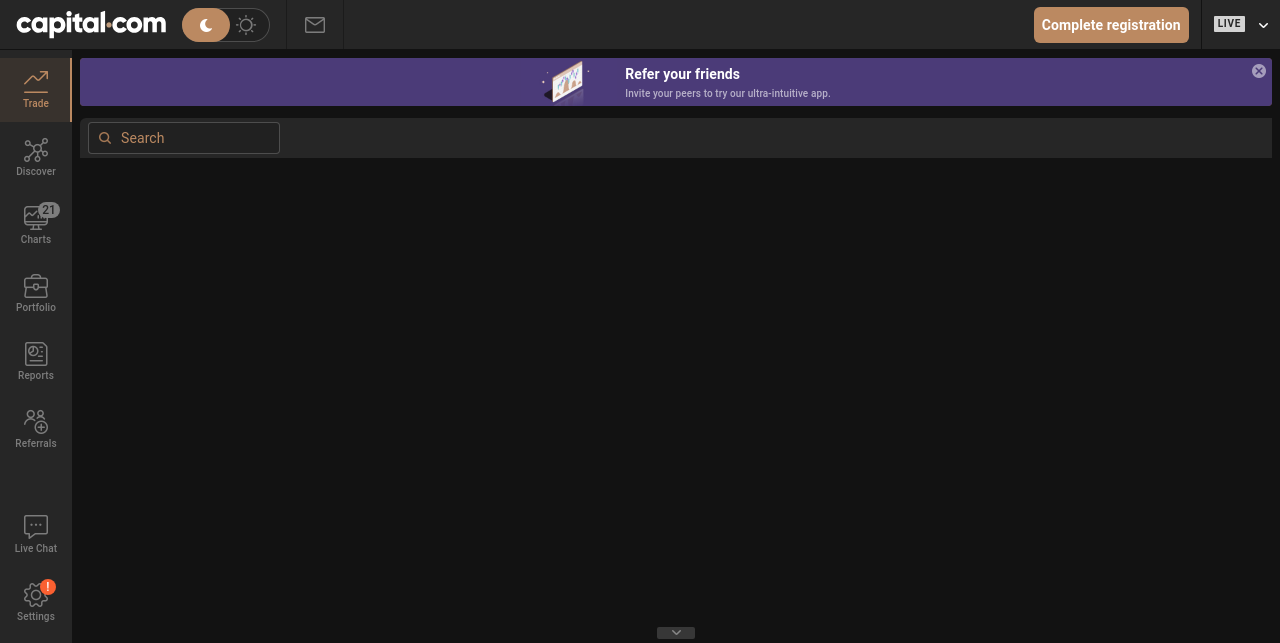 capital.com
Complete registration
LIVE
Trade
Refer your friends
Invite your peers to try our ultra-intuitive app.
Search
Discover
21
Charts
Portfolio
Reports
Referrals
Live Chat
!
Settings